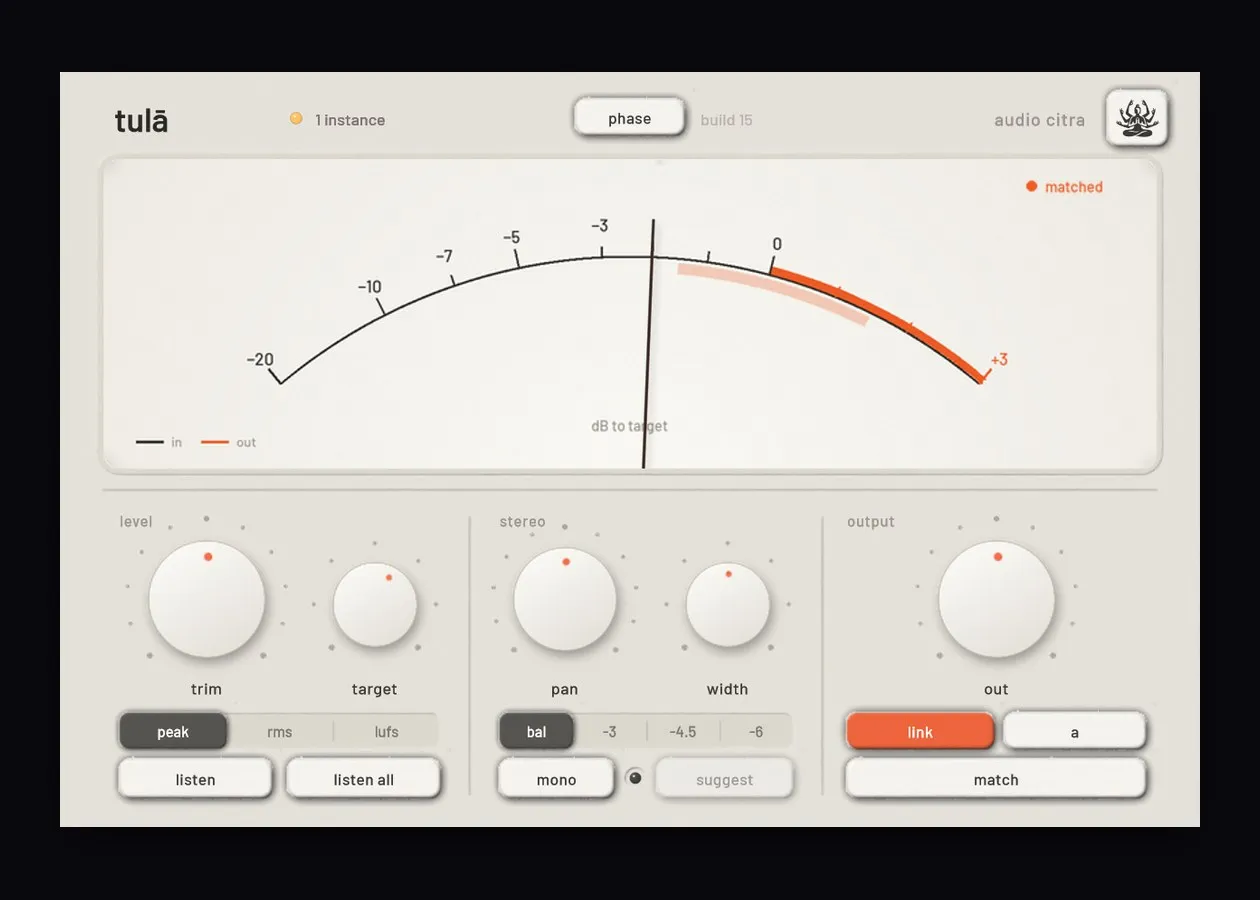 tulā
1 instance
phase
build 15
audio citra
matched
−20
−10
−7
−5
−3
0
+3
dB to target
in
out
level
stereo
output
trim
target
pan
width
out
peak
rms
lufs
bal
-3
-4.5
-6
link
a
listen
listen all
mono
suggest
match